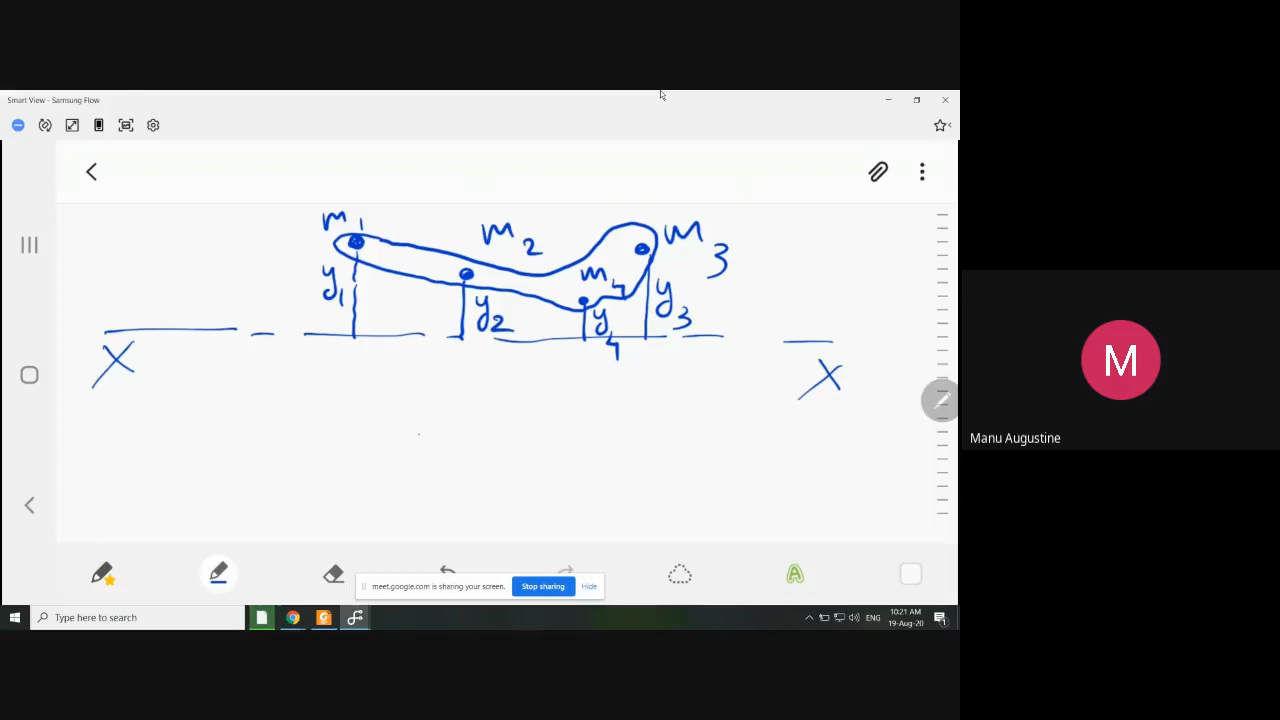 Smart View - Samsung Flow
m1
m2
m3
m4
y1
y2
y4
y3
X
X
A
meet.google.com is sharing your screen.
Stop sharing
Hide
Type here to search
ENG
10:21 AM
19-Aug-20
1
M
Manu Augustine